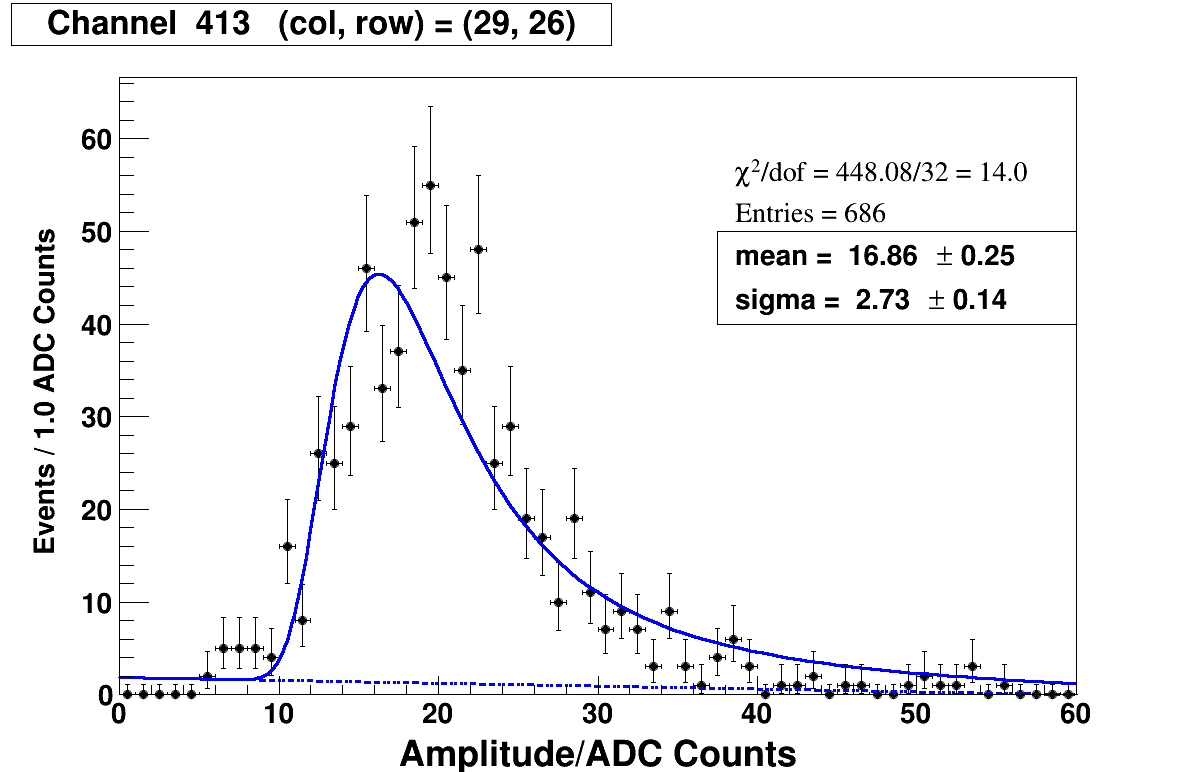 Channel 413 (col, row) = (29, 26)
χ²/dof = 448.08/32 = 14.0
Entries = 686
mean = 16.86 ± 0.25
sigma = 2.73 ± 0.14
Events / 1.0 ADC Counts
60
50
40
30
20
10
0
0 10 20 30 40 50 60
Amplitude/ADC Counts